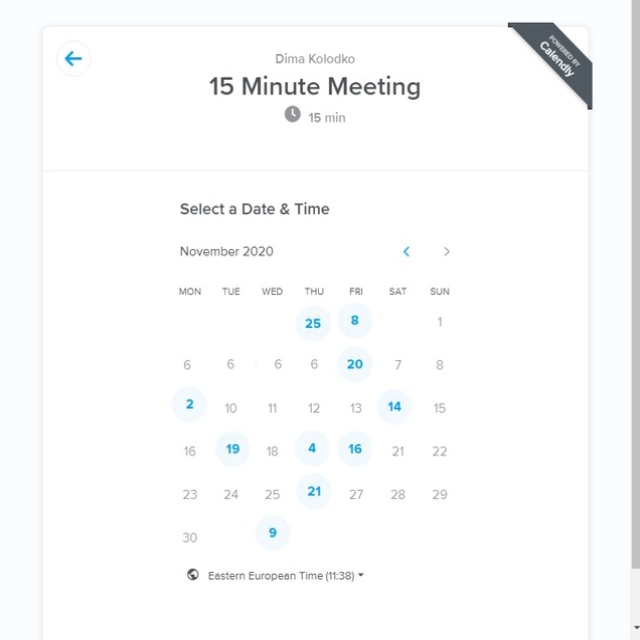 Dima Kolodko
POWERED BY
Calendly
15 Minute Meeting
15 min
Select a Date & Time
November 2020
MON TUE WED THU FRI SAT SUN
25 8 1
6 6 6 6 20 7 8
2 10 11 12 13 14 15
16 19 18 4 16 21 22
23 24 25 21 27 28 29
30 9
Eastern European Time (11:38)